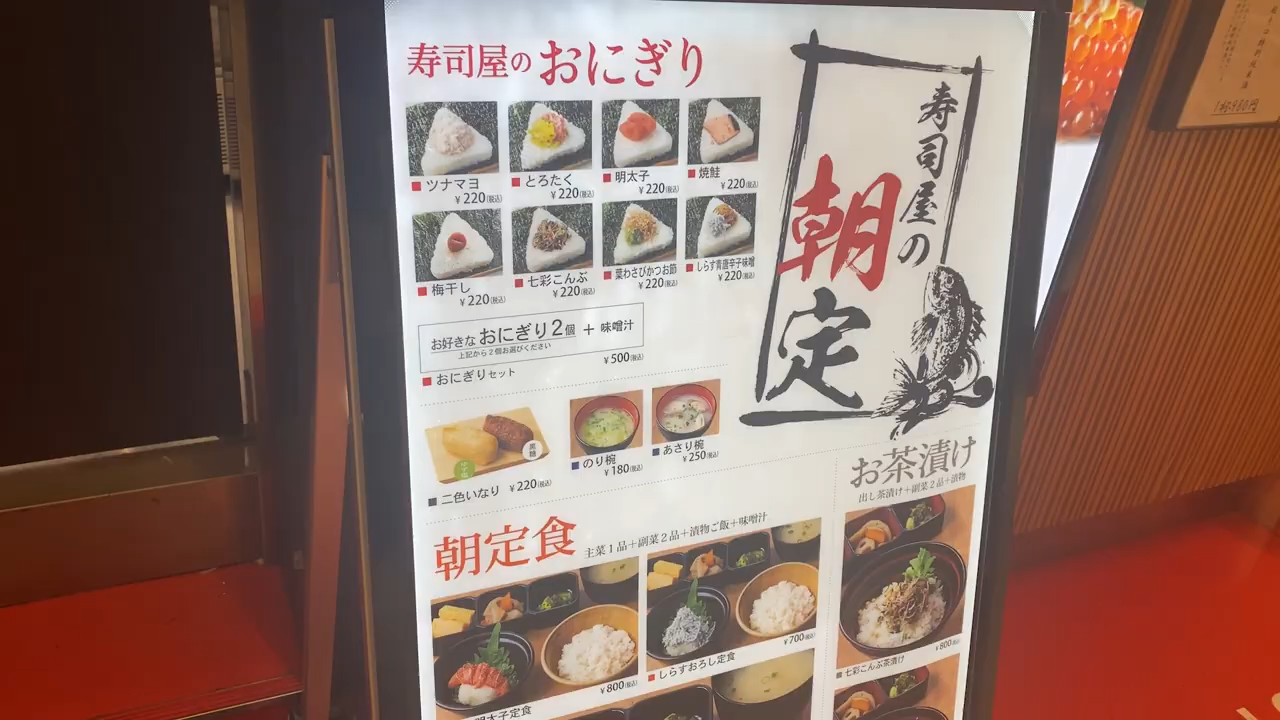 寿司屋のおにぎり
ツナマヨ
¥220(税込)
とろたく
¥220(税込)
明太子
¥220(税込)
焼鮭
¥220(税込)
梅干し
¥220(税込)
七彩こんぶ
¥220(税込)
葉わさびかつお節
¥220(税込)
しらす青唐辛子味噌
¥220(税込)
お好きなおにぎり2個 + 味噌汁
上記から2個お選びください
¥500(税込)
おにぎりセット
黒糖
ゆず塩
二色いなり ¥220(税込)
のり椀
¥180(税込)
あさり椀
¥250(税込)
寿司屋の
朝定
朝定食
主菜1品+副菜2品+漬物ご飯+味噌汁
¥800(税込)
明太子定食
¥700(税込)
しらすおろし定食
お茶漬け
出し茶漬け+副菜2品+漬物
¥800(税込)
七彩こんぶ茶漬け